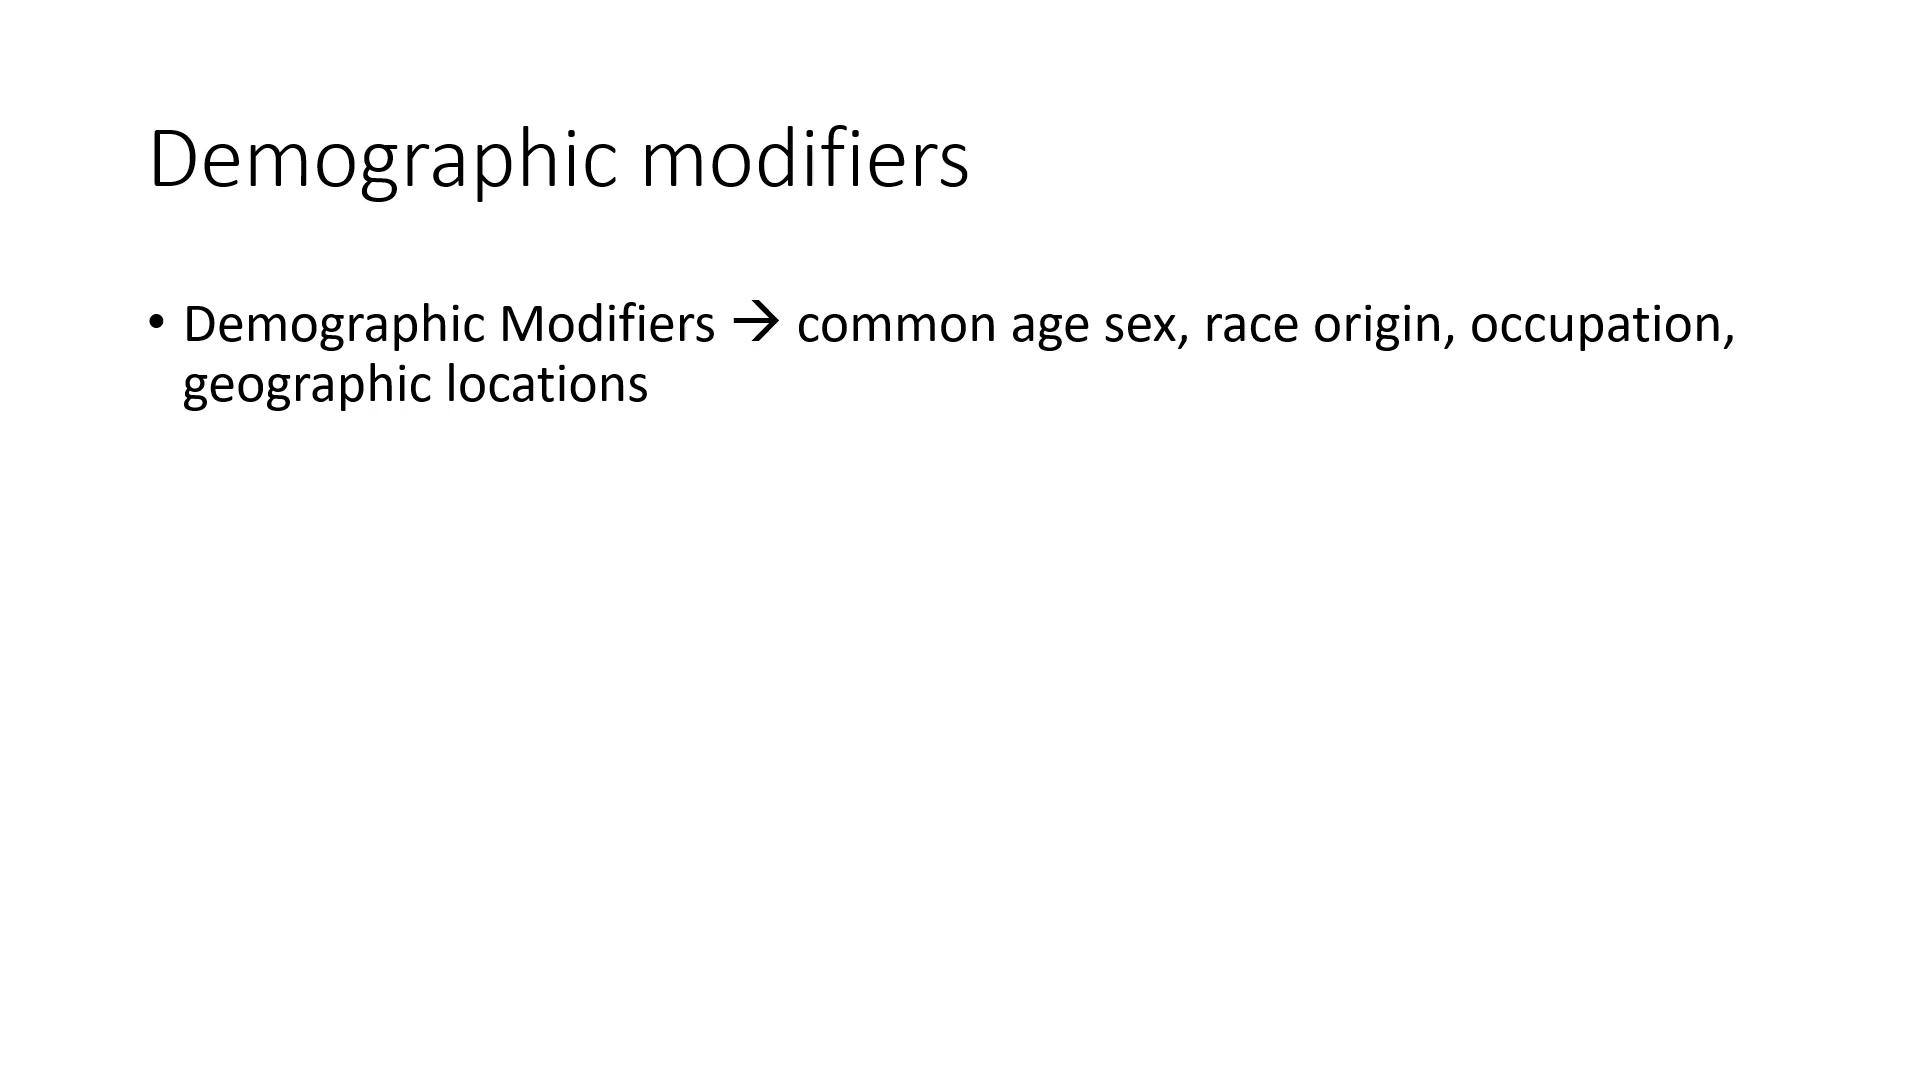 Demographic modifiers
• Demographic Modifiers → common age sex, race origin, occupation,
geographic locations